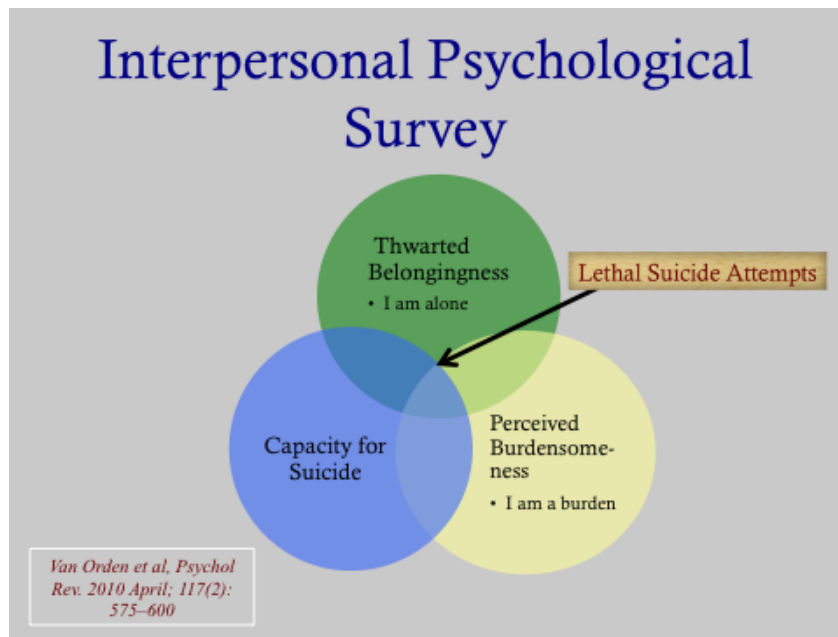 Interpersonal Psychological
Survey
Thwarted
Belongingness
• I am alone
Lethal Suicide Attempts
Capacity for
Suicide
Perceived
Burdensome-
ness
• I am a burden
Van Orden et al, Psychol
Rev. 2010 April; 117(2):
575–600